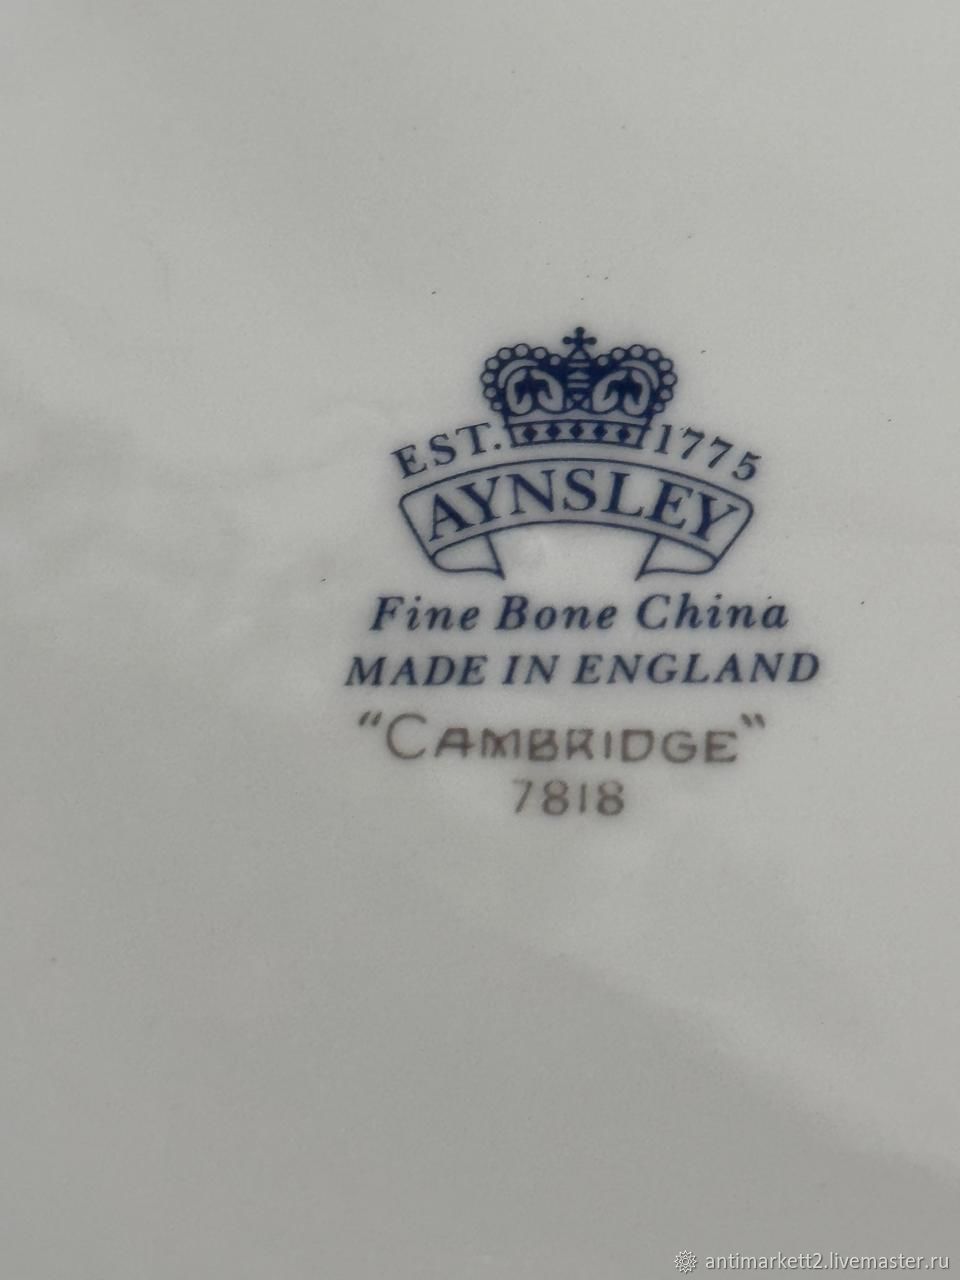 EST. 1775
AYNSLEY
Fine Bone China
MADE IN ENGLAND
"CAMBRIDGE"
7818
antimarkett2.livemaster.ru